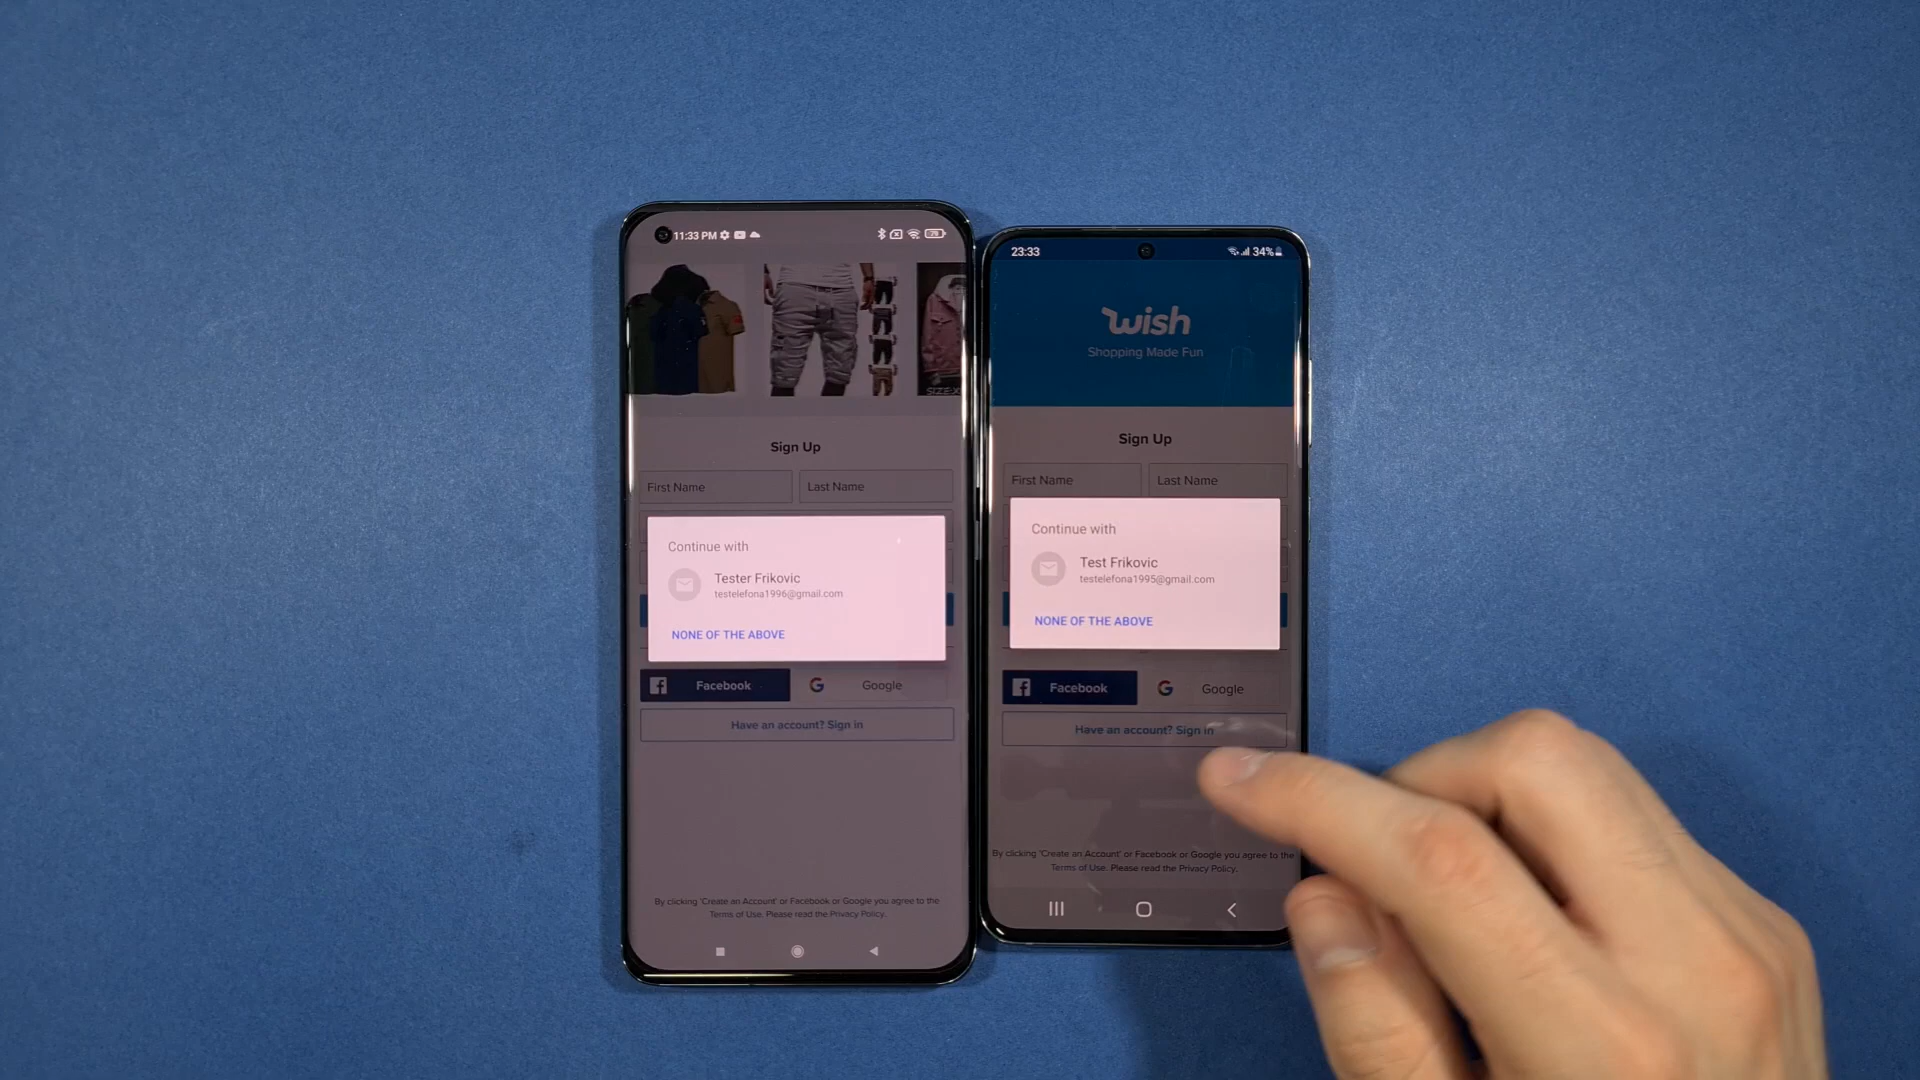 11:33 PM
79
SIZE:X
Sign Up
First Name
Last Name
Continue with
Tester Frikovic
testelefona1996@gmail.com
NONE OF THE ABOVE
Facebook
Google
Have an account? Sign in
By clicking 'Create an Account' or Facebook or Google you agree to the
Terms of Use. Please read the Privacy Policy.
23:33
34%
wish
Shopping Made Fun
Sign Up
First Name
Last Name
Continue with
Test Frikovic
testelefona1995@gmail.com
NONE OF THE ABOVE
Facebook
Google
Have an account? Sign in
By clicking 'Create an Account' or Facebook or Google you agree to the
Terms of Use. Please read the Privacy Policy.